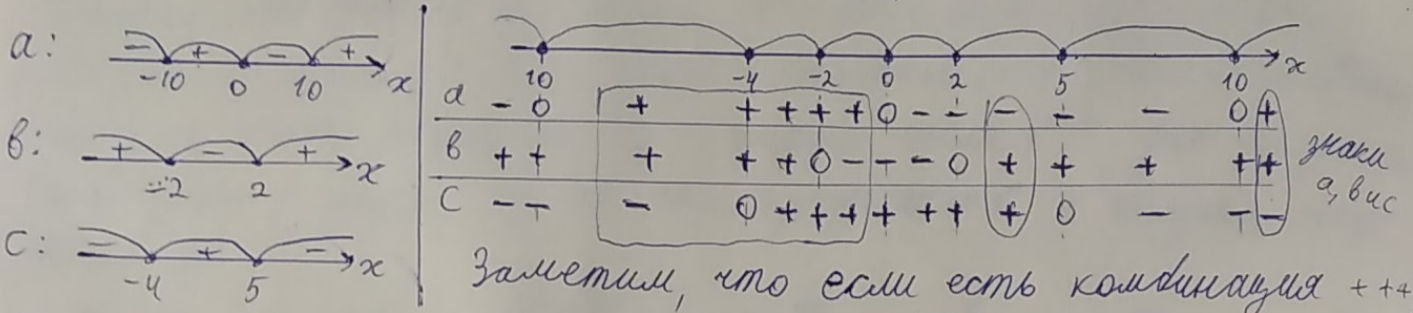 а: - + - + x
-10 0 10
в: + - + x
-2 2
с: - + - x
-4 5
- 10 -4 -2 0 2 5 10 x
а - 0 + + + + + 0 - - - - - 0 +
в + + + + + 0 - - - 0 + + + + +
с - - - 0 + + + + + + + 0 - - -
знаки
а, в и с
Заметим, что если есть комбинация + + +